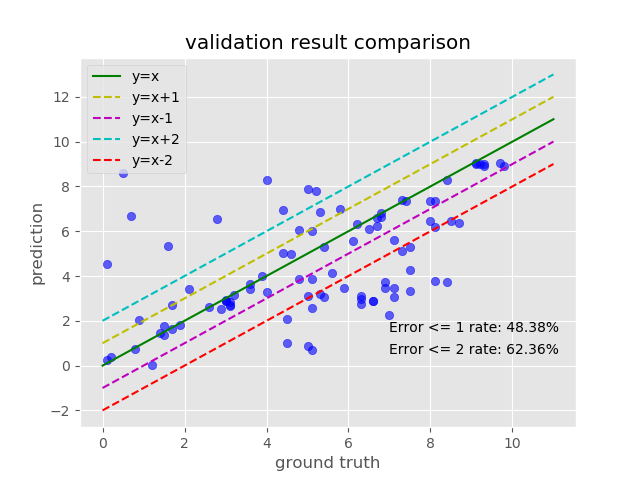 validation result comparison
y=x
y=x+1
y=x-1
y=x+2
y=x-2
12
10
8
6
4
2
0
−2
prediction
Error <= 1 rate: 48.38%
Error <= 2 rate: 62.36%
0 2 4 6 8 10
ground truth